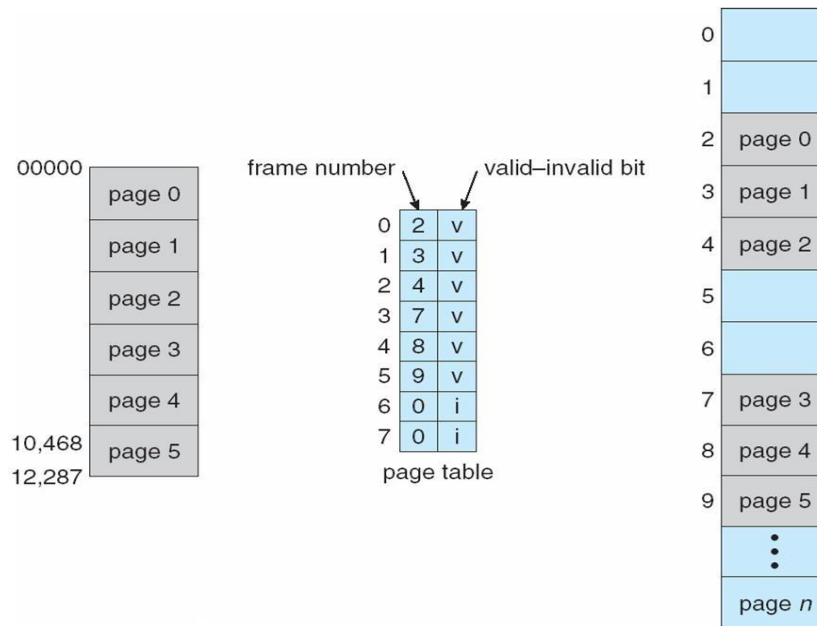 00000
page 0
page 1
page 2
page 3
page 4
10,468
page 5
12,287
frame number
valid–invalid bit
0 2 v
1 3 v
2 4 v
3 7 v
4 8 v
5 9 v
6 0 i
7 0 i
page table
0
1
2 page 0
3 page 1
4 page 2
5
6
7 page 3
8 page 4
9 page 5
page n